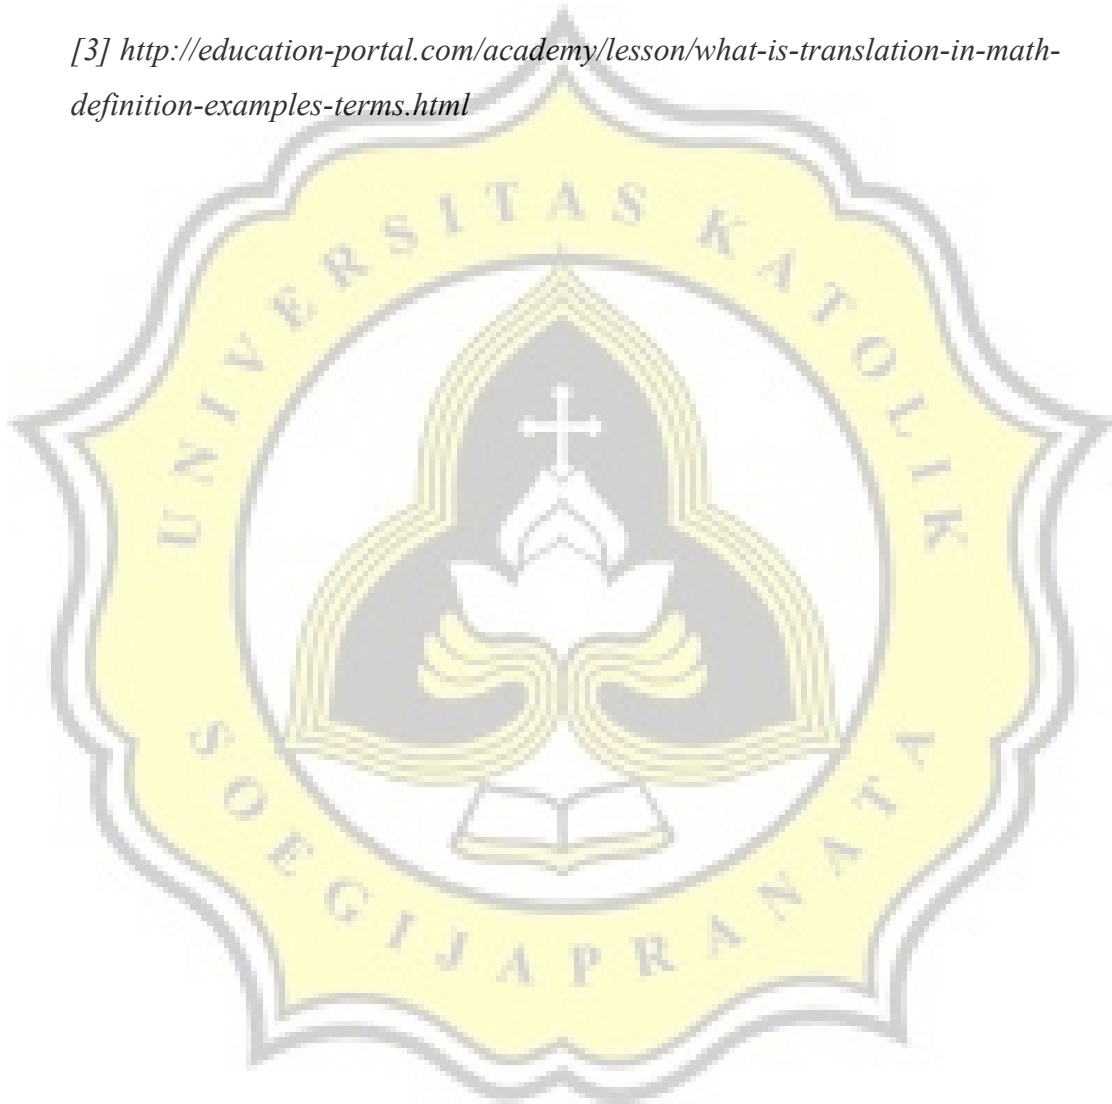 [3] http://education-portal.com/academy/lesson/what-is-translation-in-math-
definition-examples-terms.html
UNIVERSITAS KATOLIK
SOEGIJAPRANATA